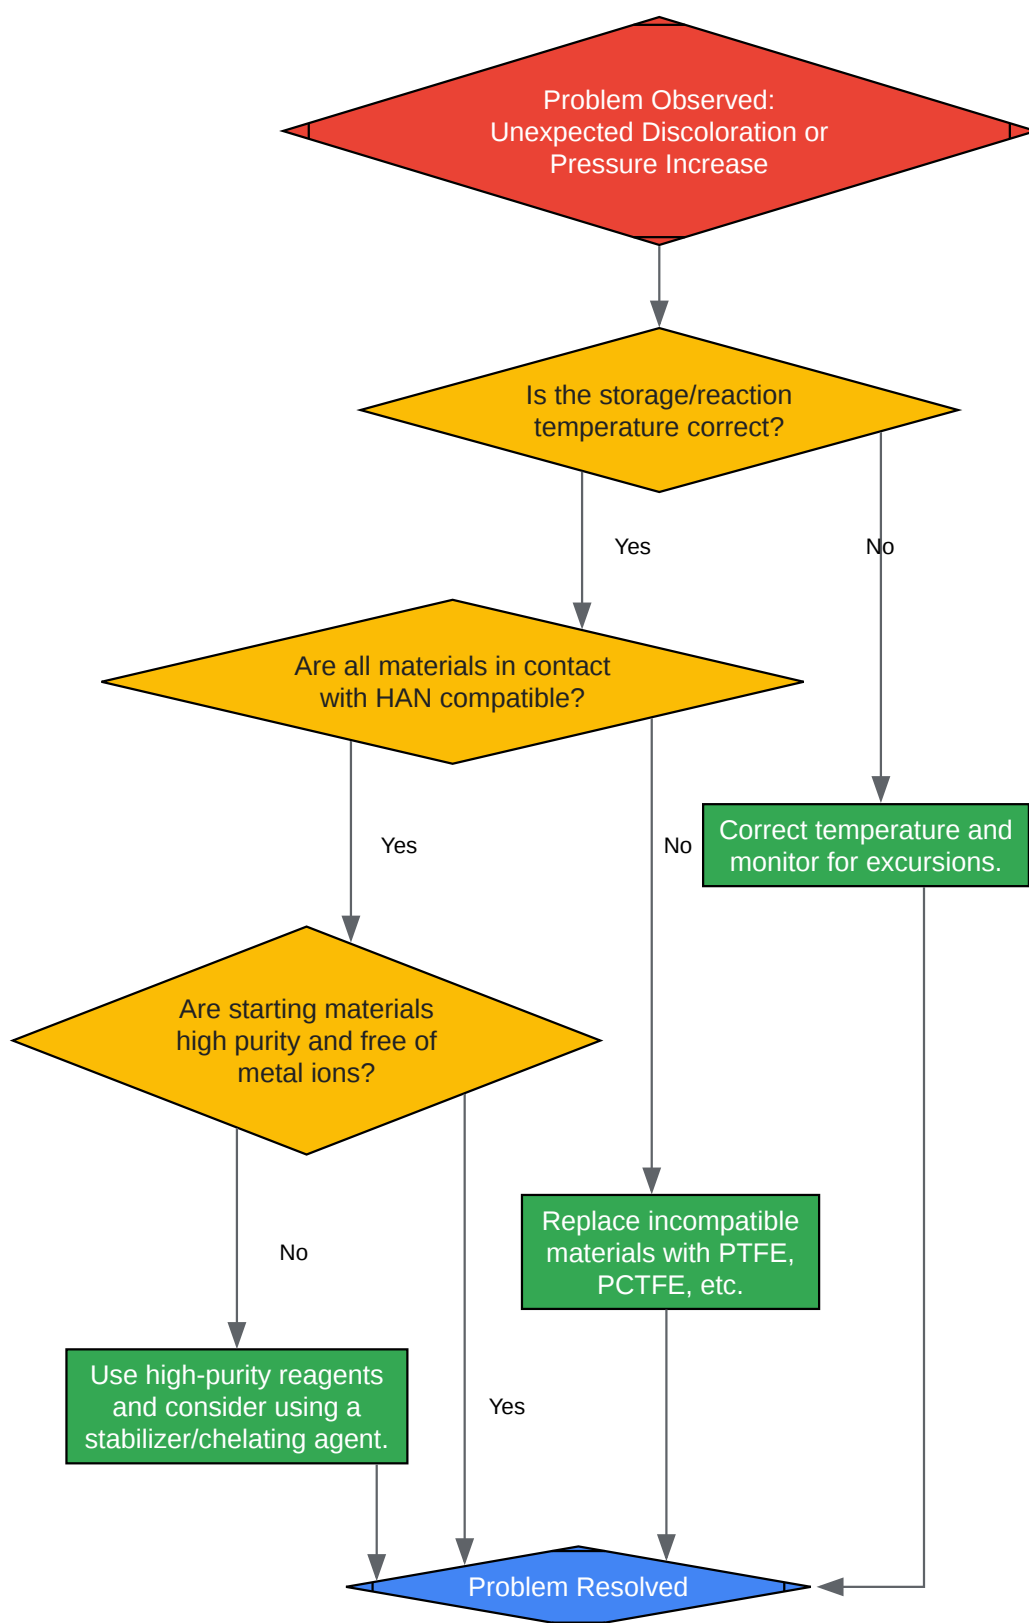 Problem Observed:
Unexpected Discoloration or
Pressure Increase
Is the storage/reaction
temperature correct?
Yes
No
Are all materials in contact
with HAN compatible?
Correct temperature and
monitor for excursions.
Yes
No
Are starting materials
high purity and free of
metal ions?
Replace incompatible
materials with PTFE,
PCTFE, etc.
No
Use high-purity reagents
and consider using a
stabilizer/chelating agent.
Yes
Problem Resolved